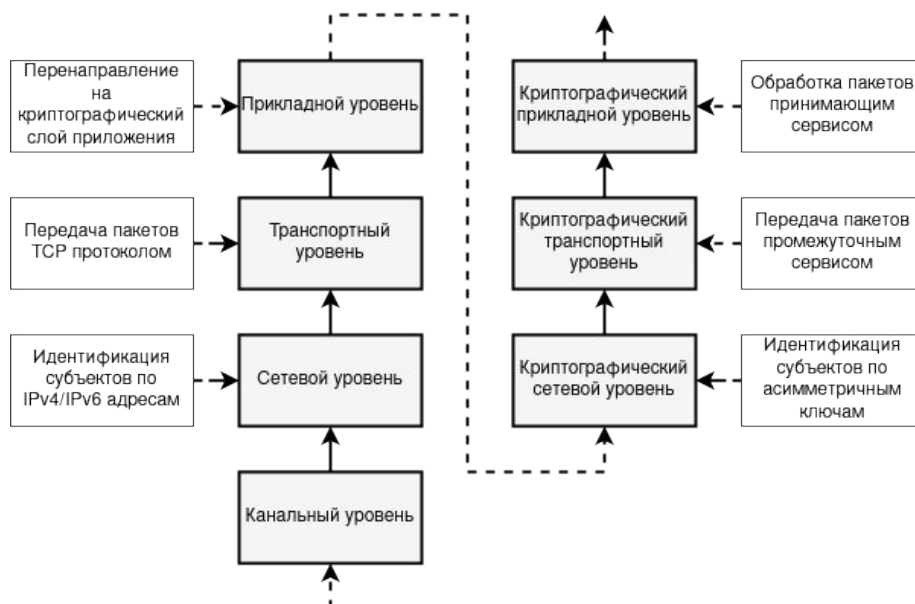 Перенаправление
на
криптографический
слой приложения
Прикладной уровень
Криптографический
прикладной уровень
Обработка пакетов
принимающим
сервисом
Передача пакетов
TCP протоколом
Транспортный
уровень
Криптографический
транспортный
уровень
Передача пакетов
промежуточным
сервисом
Идентификация
субъектов по
IPv4/IPv6 адресам
Сетевой уровень
Криптографический
сетевой уровень
Идентификация
субъектов по
асимметричным
ключам
Канальный уровень